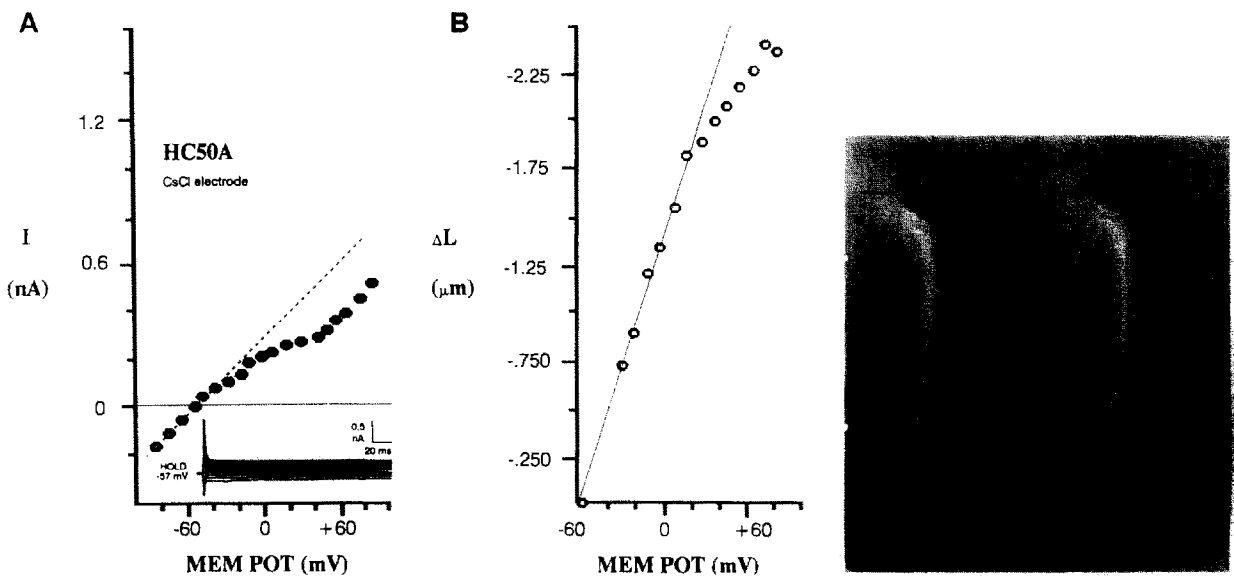 A
1.2
HC50A
CsCl electrode
I
(nA)
0.6
0
0.5
nA
20 ms
HOLD
-57 mV
-60 0 +60
MEM POT (mV)
B
-2.25
-1.75
ΔL
(μm)
-1.25
-.750
-.250
-60 0 +60
MEM POT (mV)